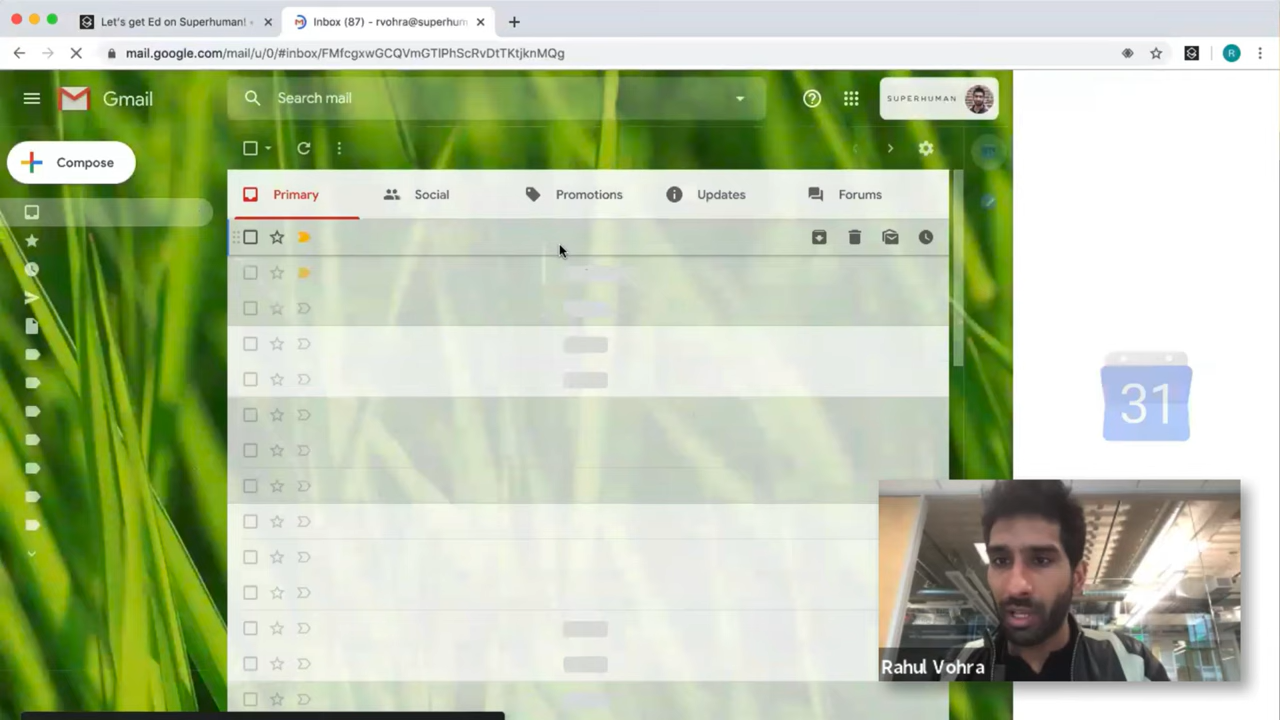 Let's get Ed on Superhuman!
Inbox (87) - rvohra@superhum
mail.google.com/mail/u/0/#inbox/FMfcgxwGCQVmGTlPhScRvDtTKtjknMQg
R
Gmail
Search mail
SUPERHUMAN
Compose
Primary
Social
Promotions
Updates
Forums
31
Rahul Vohra